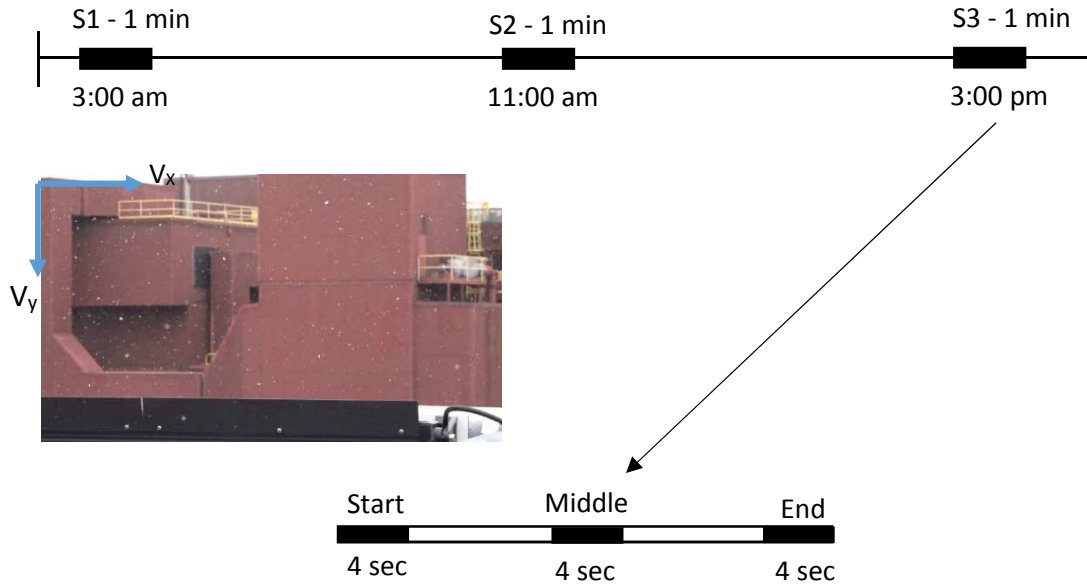 S1 - 1 min
S2 - 1 min
S3 - 1 min
3:00 am
11:00 am
3:00 pm
Vx
Vy
Start
Middle
End
4 sec
4 sec
4 sec